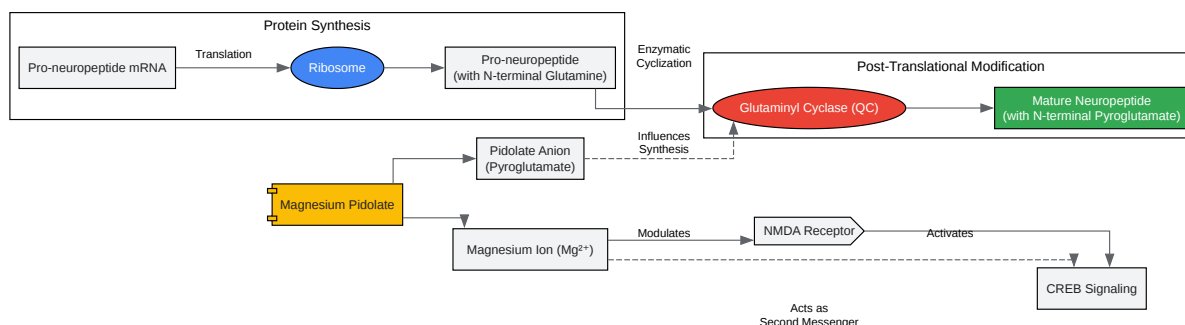 Protein Synthesis
Pro-neuropeptide mRNA
Translation
Ribosome
Pro-neuropeptide
(with N-terminal Glutamine)
Enzymatic
Cyclization
Post-Translational Modification
Glutaminyl Cyclase (QC)
Mature Neuropeptide
(with N-terminal Pyroglutamate)
Pidolate Anion
(Pyroglutamate)
Influences
Synthesis
Magnesium Pidolate
Magnesium Ion (Mg²⁺)
Modulates
NMDA Receptor
Activates
CREB Signaling
Acts as
Second Messenger